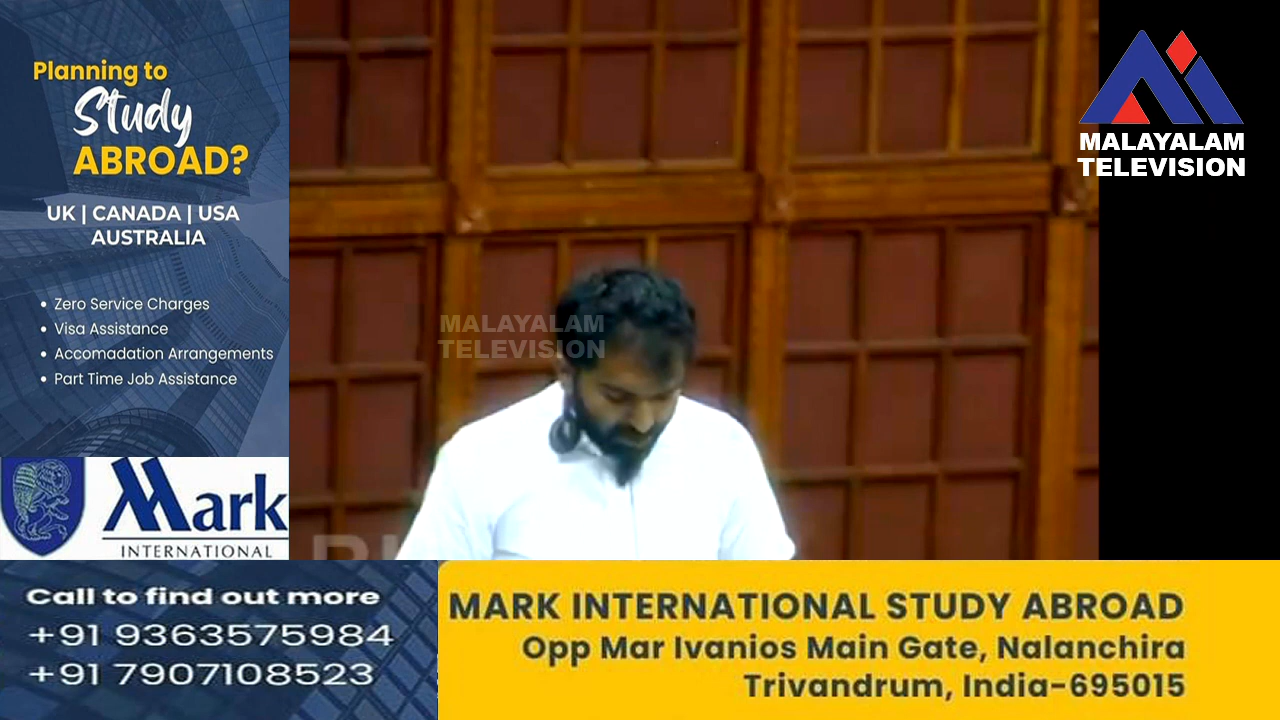 Planning to
Study
ABROAD?
UK | CANADA | USA
AUSTRALIA
• Zero Service Charges
• Visa Assistance
• Accomadation Arrangements
• Part Time Job Assistance
Mark
INTERNATIONAL
MALAYALAM
TELEVISION
MALAYALAM
TELEVISION
Call to find out more
+91 9363575984
+91 7907108523
MARK INTERNATIONAL STUDY ABROAD
Opp Mar Ivanios Main Gate, Nalanchira
Trivandrum, India-695015